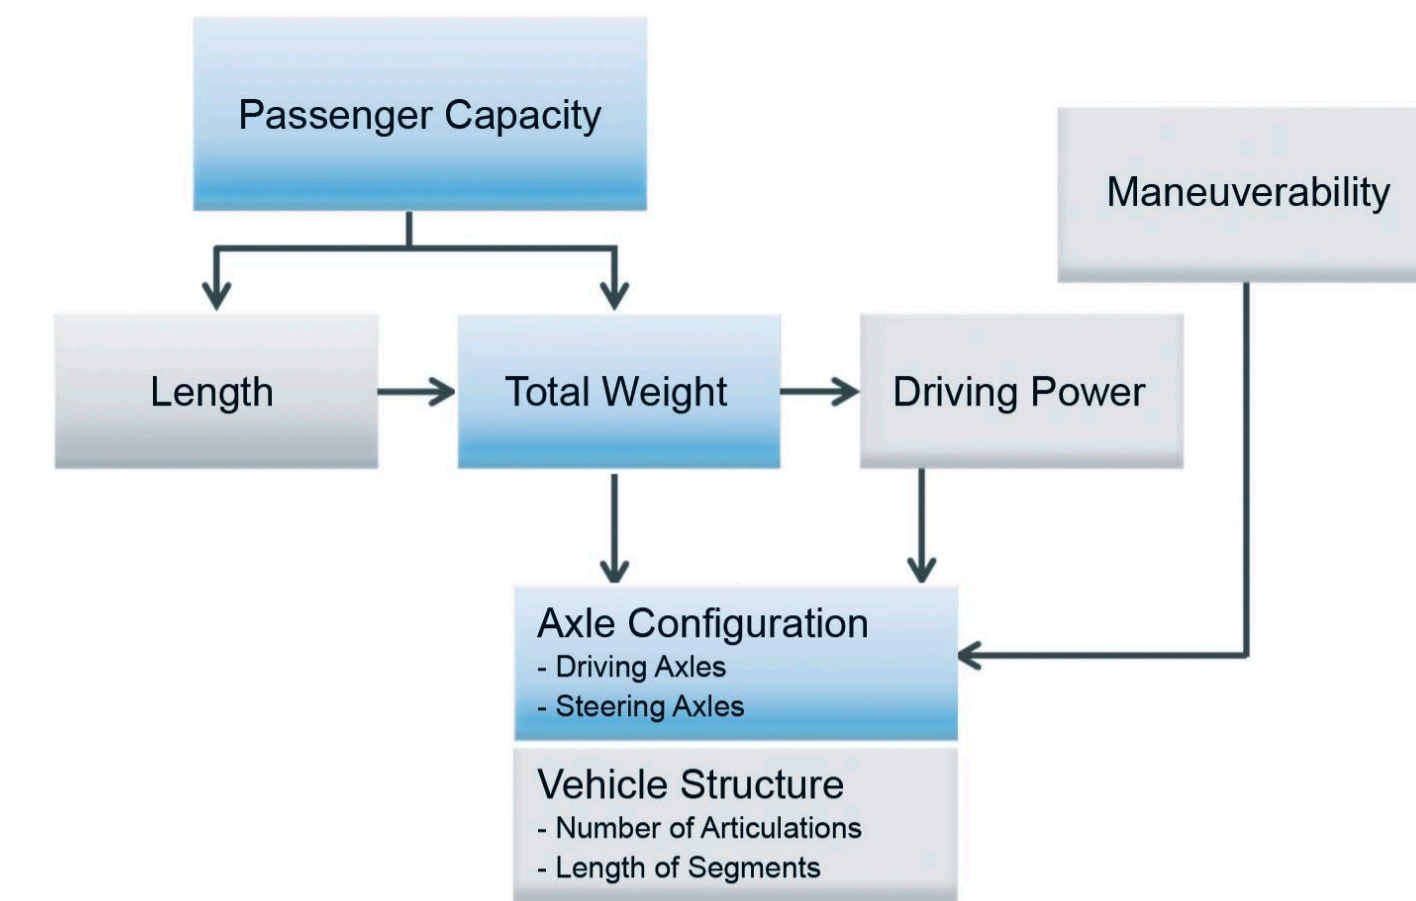 Passenger Capacity
Maneuverability
Length
Total Weight
Driving Power
Axle Configuration
- Driving Axles
- Steering Axles
Vehicle Structure
- Number of Articulations
- Length of Segments